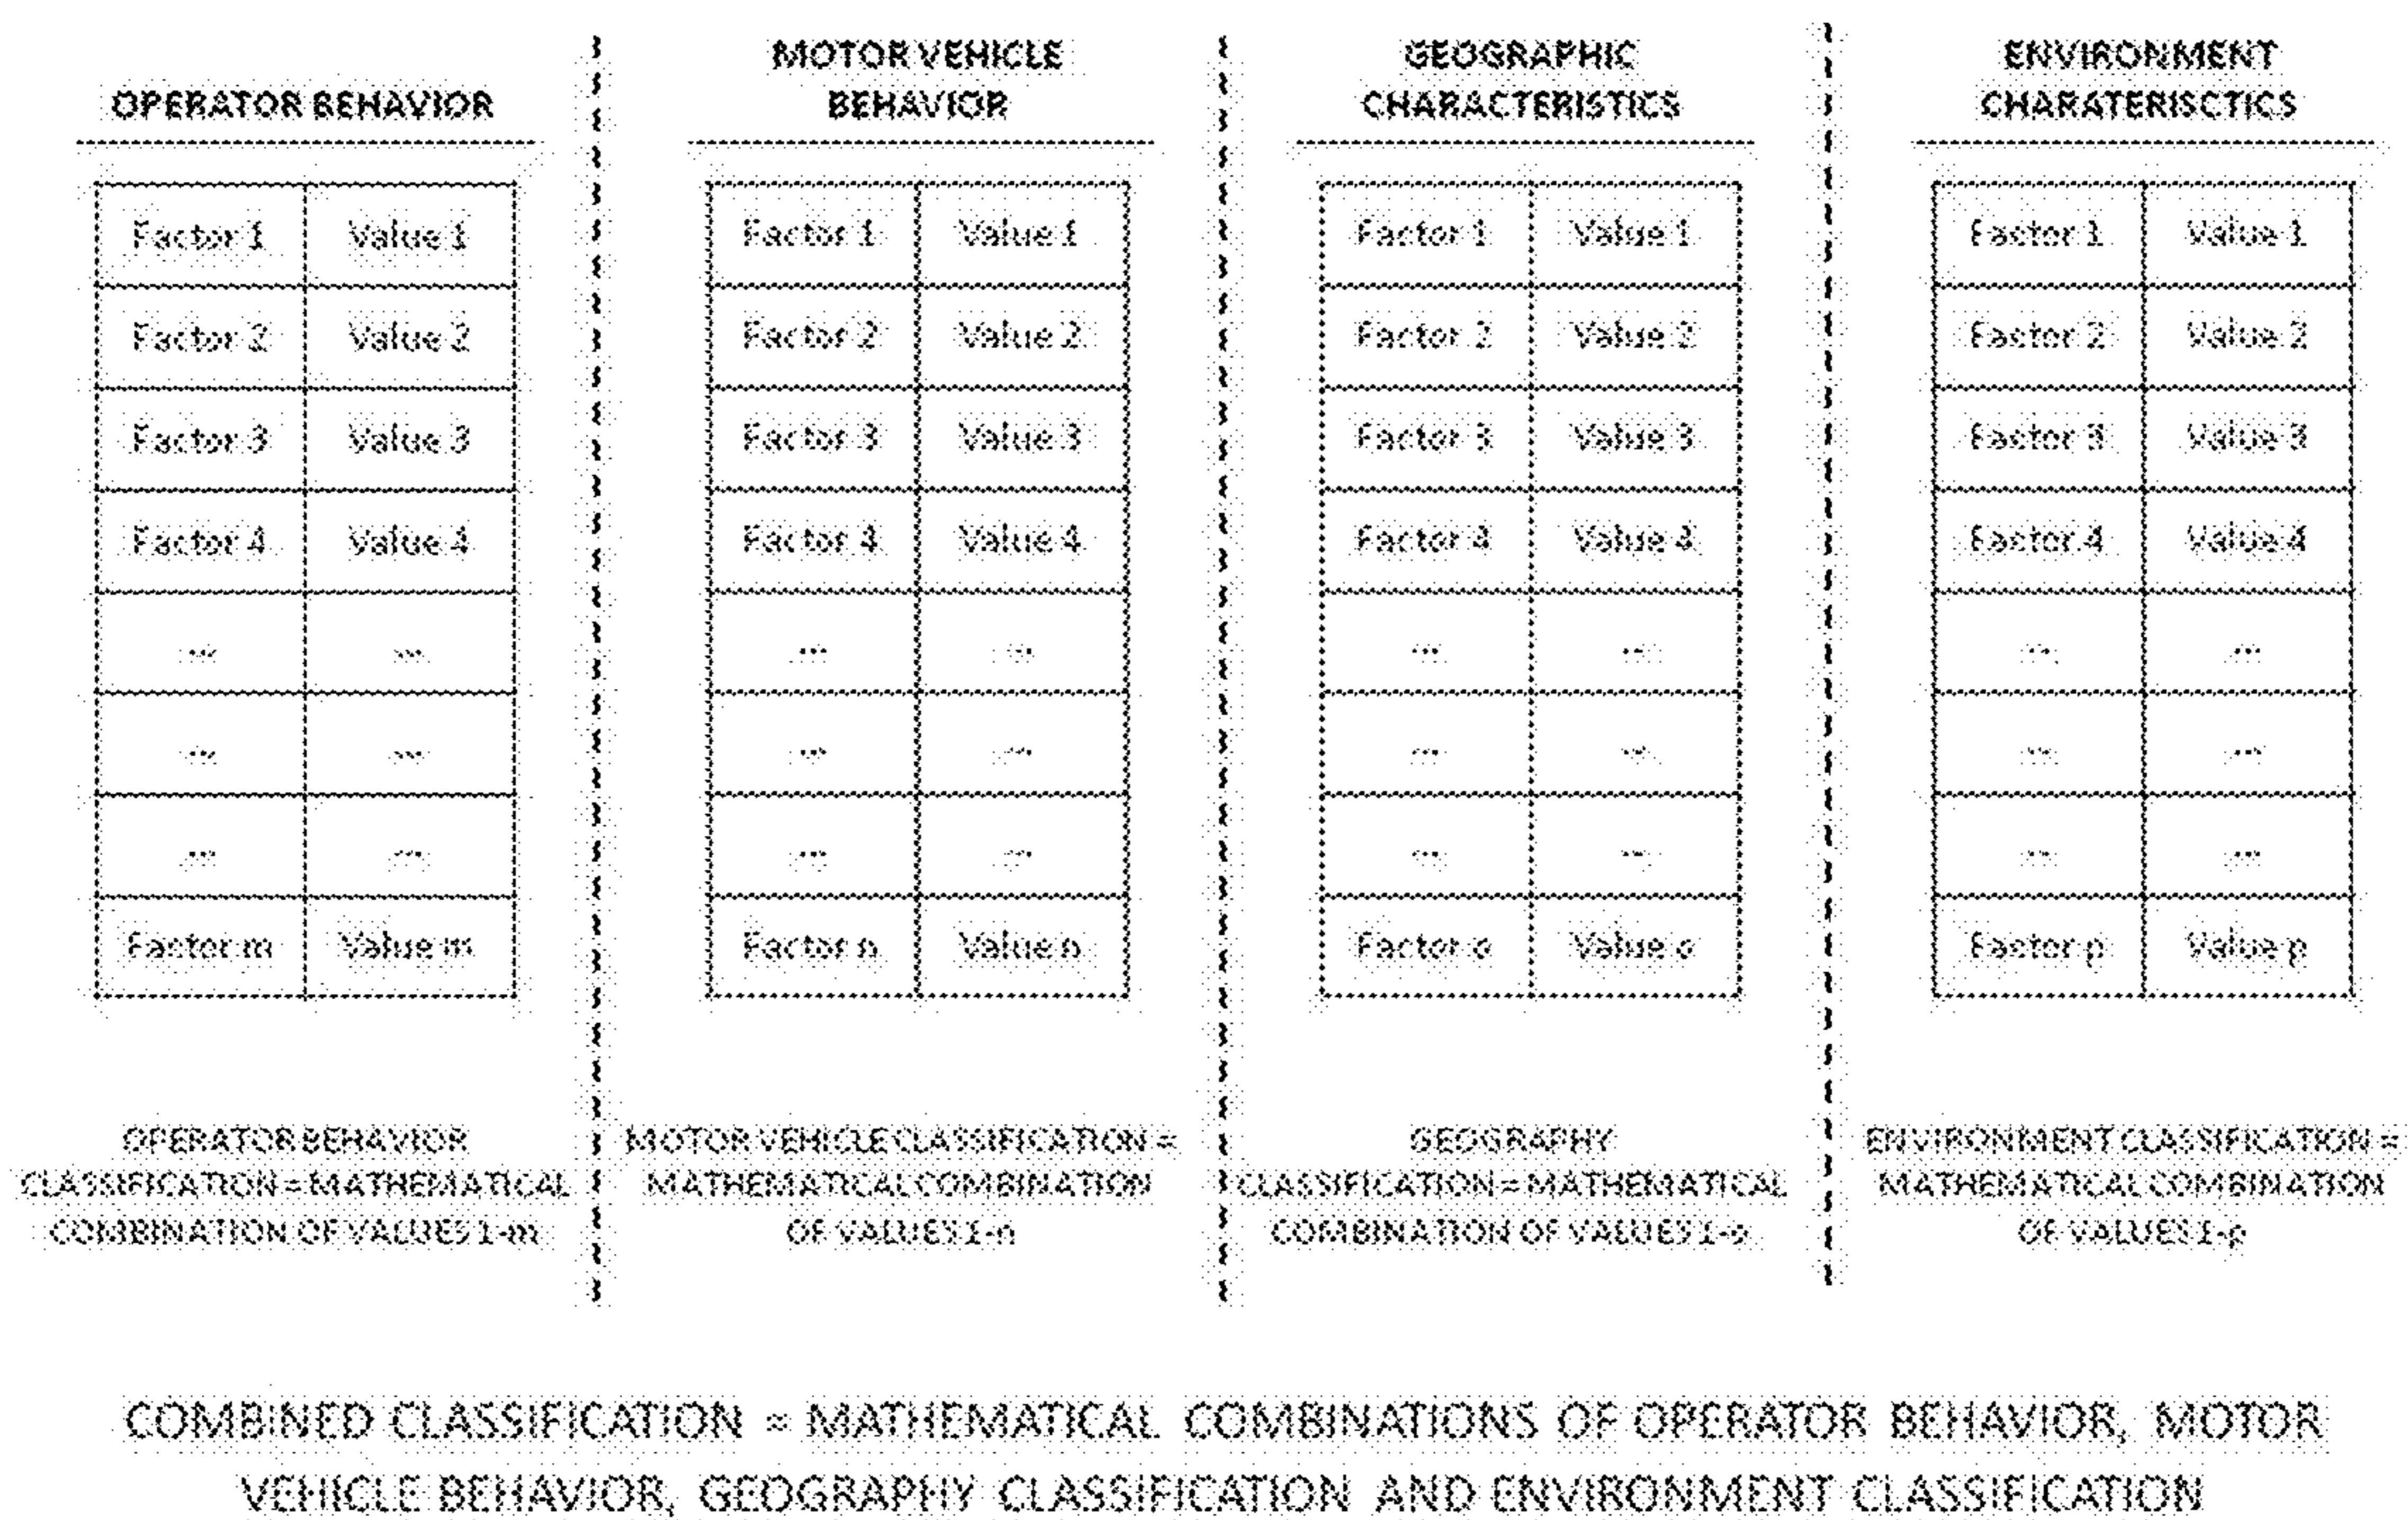 OPERATOR BEHAVIOR
Factor 1 Value 1
Factor 2 Value 2
Factor 3 Value 3
Factor 4 Value 4
... ...
... ...
... ...
Factor m Value m
OPERATOR BEHAVIOR
CLASSIFICATION = MATHEMATICAL
COMBINATION OF VALUES 1-m
MOTOR VEHICLE
BEHAVIOR
Factor 1 Value 1
Factor 2 Value 2
Factor 3 Value 3
Factor 4 Value 4
... ...
... ...
... ...
Factor n Value n
MOTOR VEHICLE CLASSIFICATION =
MATHEMATICAL COMBINATION
OF VALUES 1-n
GEOGRAPHIC
CHARACTERISTICS
Factor 1 Value 1
Factor 2 Value 2
Factor 3 Value 3
Factor 4 Value 4
... ...
... ...
... ...
Factor o Value o
GEOGRAPHY
CLASSIFICATION = MATHEMATICAL
COMBINATION OF VALUES 1-o
ENVIRONMENT
CHARATERISCTICS
Factor 1 Value 1
Factor 2 Value 2
Factor 3 Value 3
Factor 4 Value 4
... ...
... ...
... ...
Factor p Value p
ENVIRONMENT CLASSIFICATION =
MATHEMATICAL COMBINATION
OF VALUES 1-p
COMBINED CLASSIFICATION = MATHEMATICAL COMBINATIONS OF OPERATOR BEHAVIOR, MOTOR
VEHICLE BEHAVIOR, GEOGRAPHY CLASSIFICATION AND ENVIRONMENT CLASSIFICATION